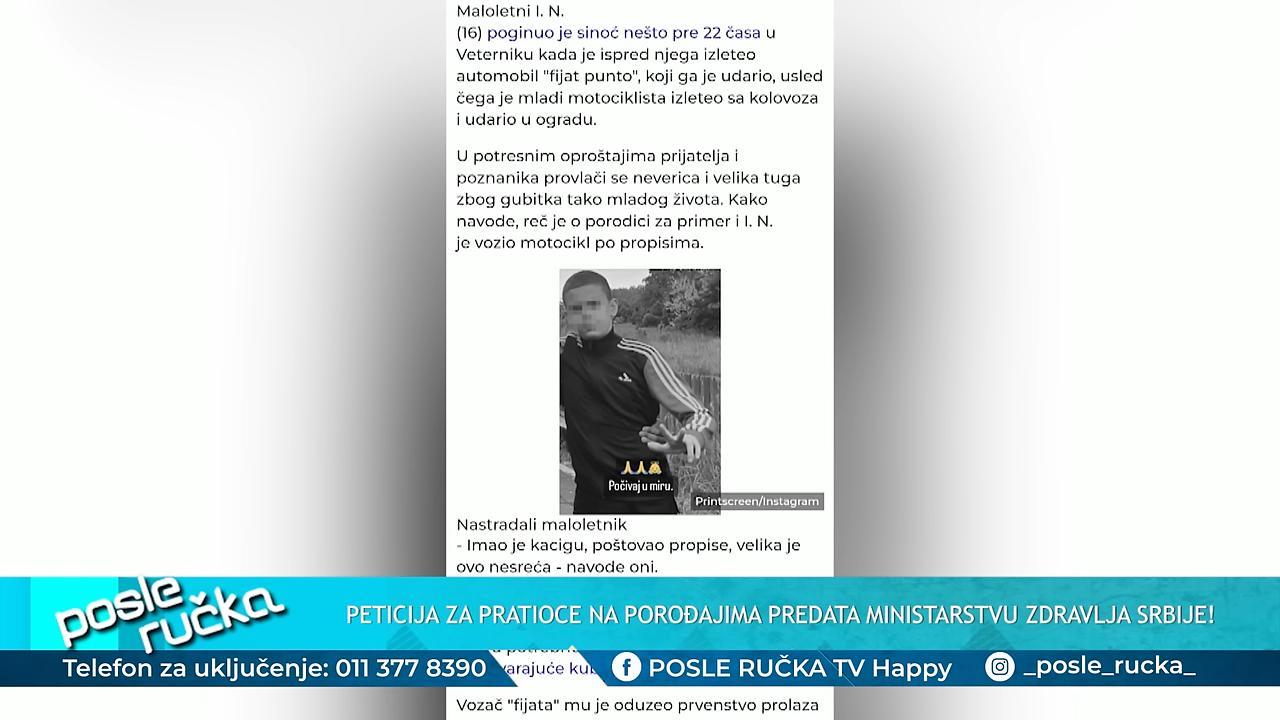 Maloletni I. N.
(16) poginuo je sinoć nešto pre 22 časa u
Veterniku kada je ispred njega izleteo
automobil "fijat punto", koji ga je udario, usled
čega je mladi motociklista izleteo sa kolovoza
i udario u ogradu.
U potresnim oproštajima prijatelja i
poznanika provlači se neverica i velika tuga
zbog gubitka tako mladog života. Kako
navode, reč je o porodici za primer i I. N.
je vozio motocikl po propisima.
Počivaj u miru.
Printscreen/Instagram
Nastradali maloletnik
- Imao je kacigu, poštovao propise, velika je
ovo nesreća - navode oni.
posle
ručka
PETICIJA ZA PRATIOCE NA POROĐAJIMA PREDATA MINISTARSTVU ZDRAVLJA SRBIJE!
Telefon za uključenje: 011 377 8390
POSLE RUČKA TV Happy
_posle_rucka_
Vozač "fijata" mu je oduzeo prvenstvo prolaza